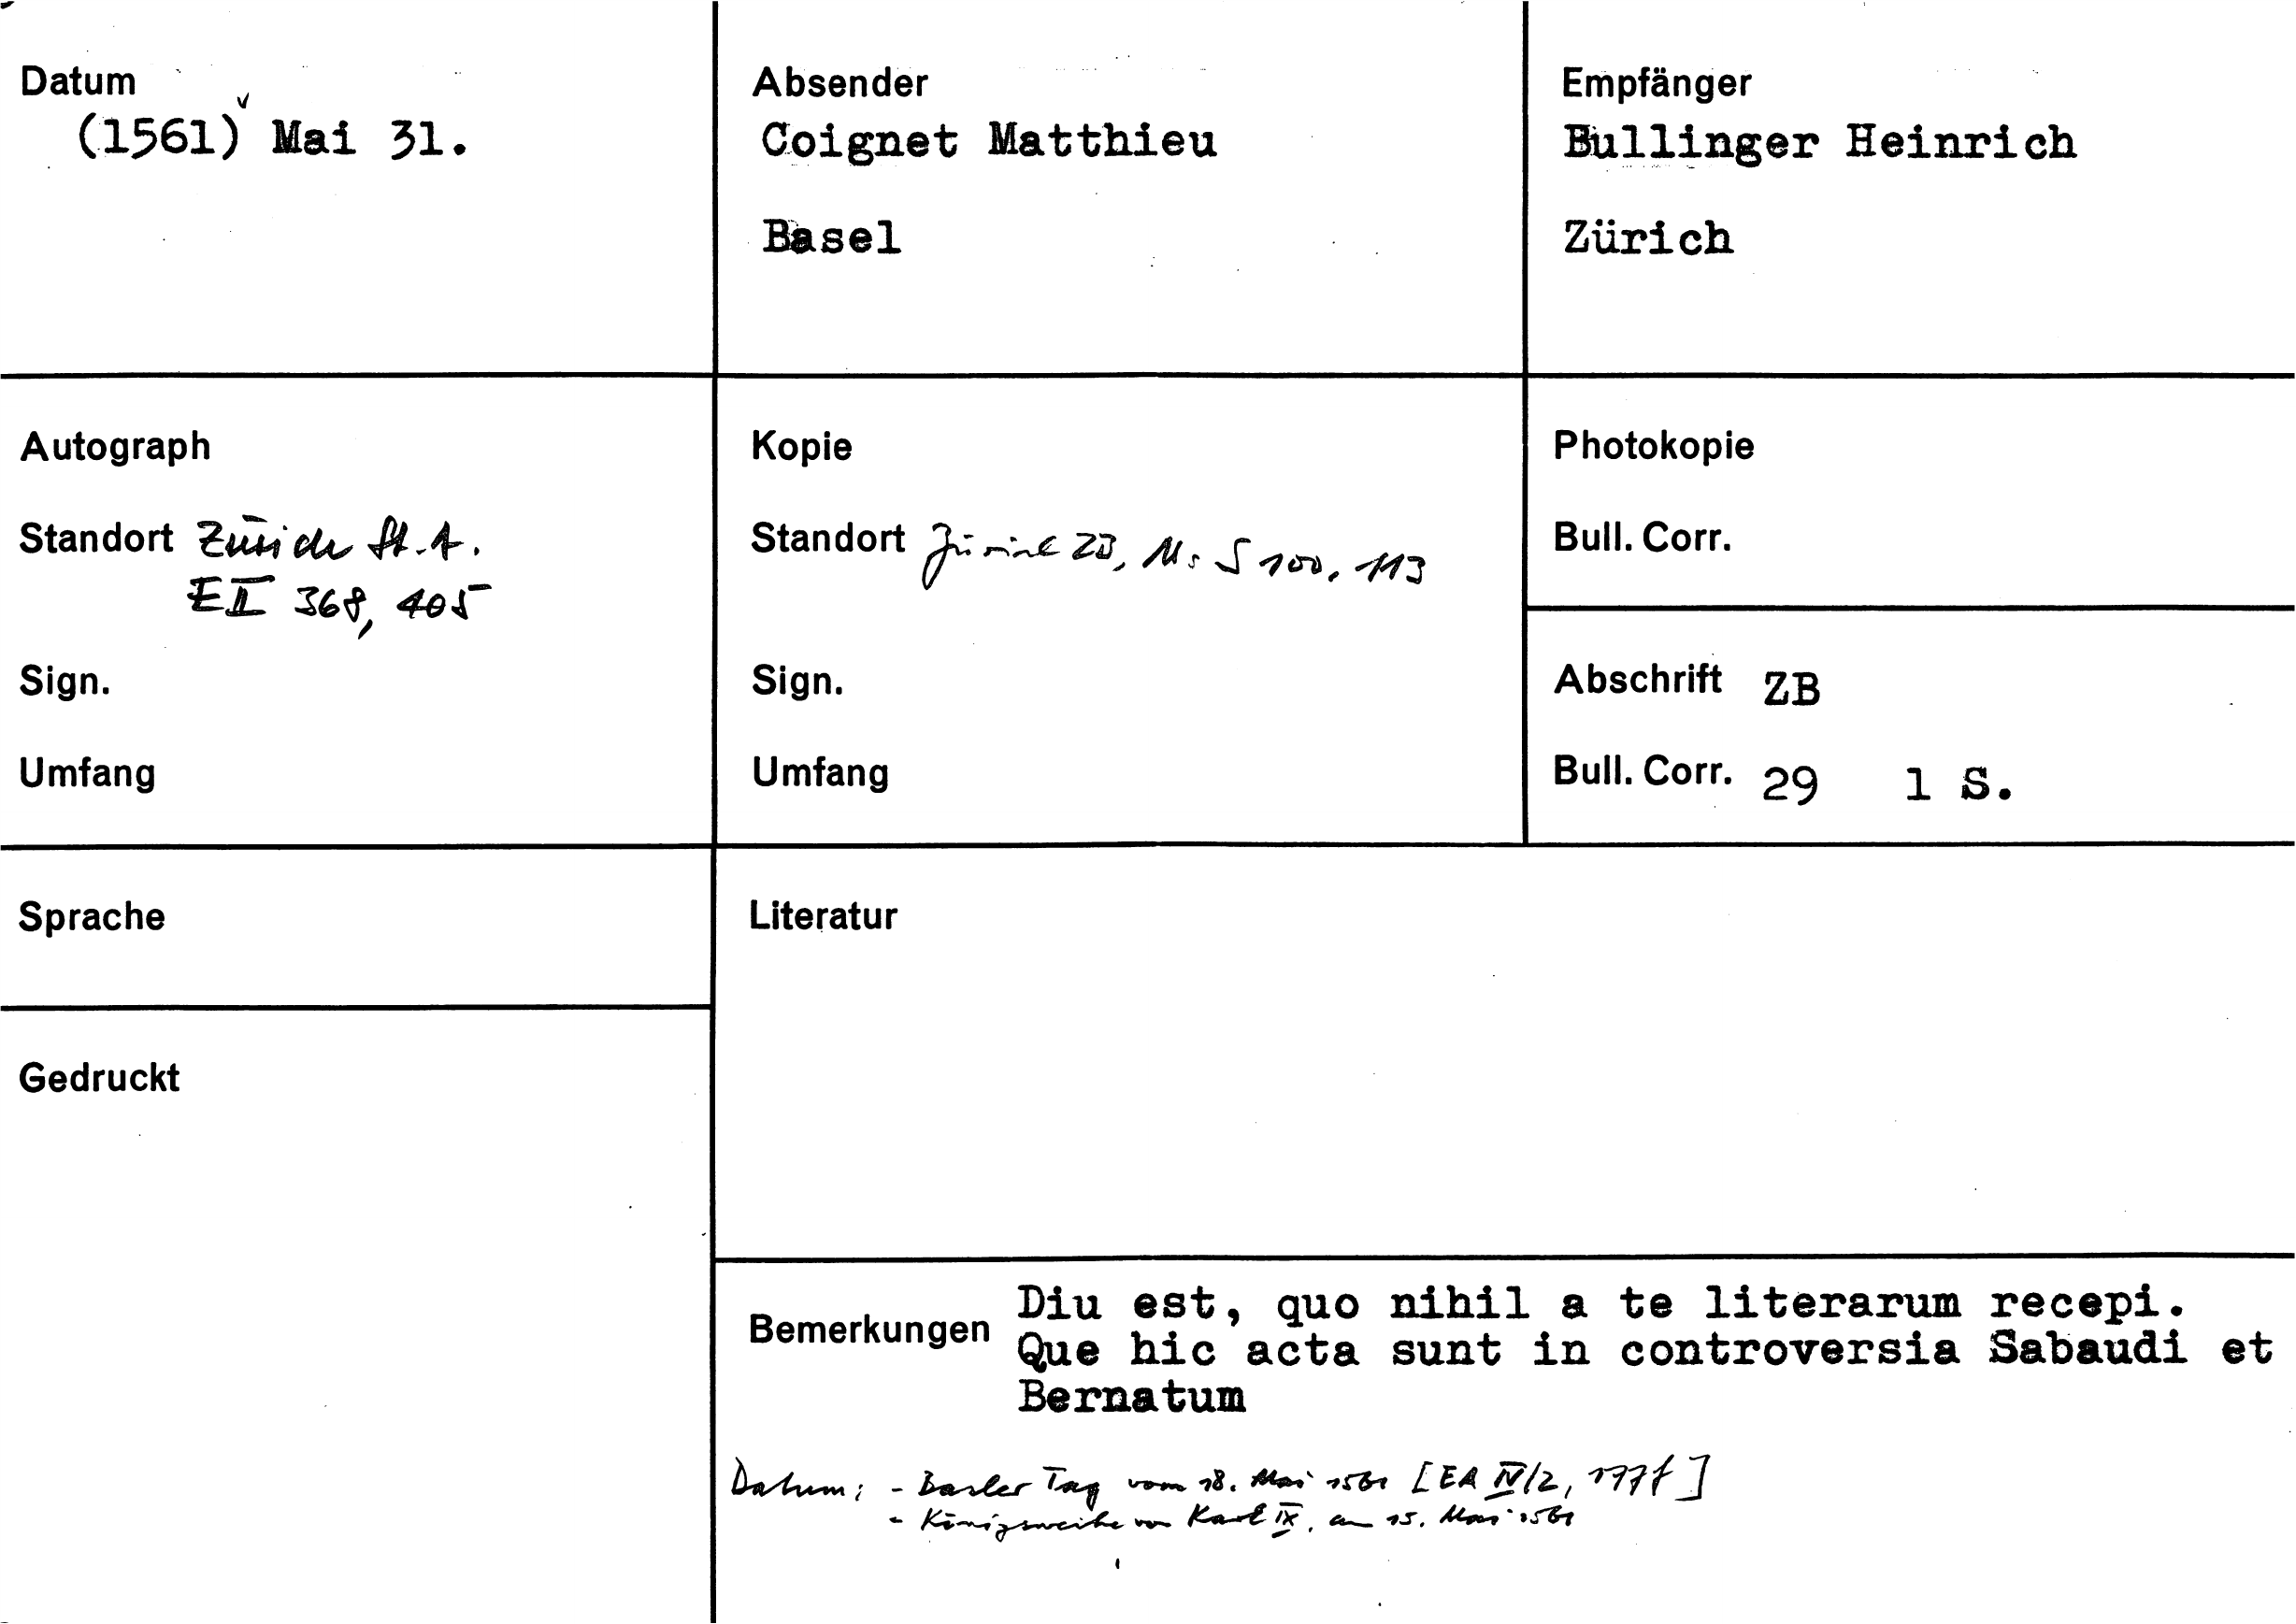 Datum
(1561) Mai 31.
Absender
Coignet Matthieu
Basel
Empfänger
Bullinger Heinrich
Zürich
Autograph
Standort Zürich St.A.
E II 368, 405
Sign.
Umfang
Kopie
Standort Zürich ZB, Ms S 100, 113
Sign.
Umfang
Photokopie
Bull. Corr.
Abschrift ZB
Bull. Corr. 29 1 S.
Sprache
Literatur
Gedruckt
Bemerkungen
Diu est, quo nihil a te literarum recepi.
Que hic acta sunt in controversia Sabaudi et
Bernatum
Datum: - Basler Tag vom 18. Mai 1561 [EA IV/2, 177f]
- Königsweihe von Karl IX. am 15. Mai 1561